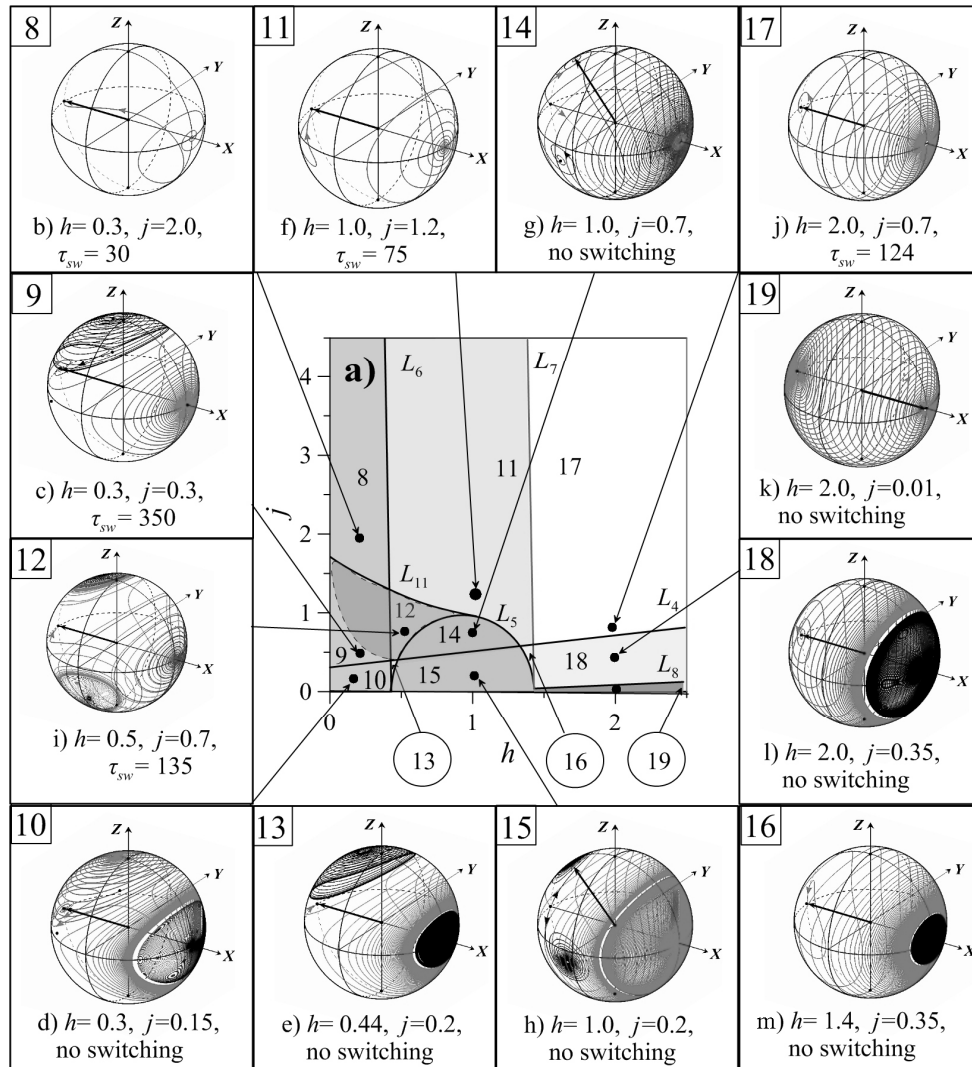 8
Z
Y
X
b) h= 0.3, j=2.0,
τsw = 30
11
Z
Y
X
f) h= 1.0, j=1.2,
τsw = 75
14
Z
Y
X
g) h= 1.0, j=0.7,
no switching
17
Z
Y
X
j) h= 2.0, j=0.7,
τsw = 124
9
Z
Y
X
c) h= 0.3, j=0.3,
τsw = 350
a)
L6
L7
4
3
2
1
0
j
8
11
17
L11
12
L5
L4
14
9
18
10
15
L8
0
1
2
h
13
16
19
19
Z
Y
X
k) h= 2.0, j=0.01,
no switching
12
Z
Y
X
i) h= 0.5, j=0.7,
τsw = 135
18
Z
Y
X
l) h= 2.0, j=0.35,
no switching
10
Z
Y
X
d) h= 0.3, j=0.15,
no switching
13
Z
Y
X
e) h= 0.44, j=0.2,
no switching
15
Z
Y
X
h) h= 1.0, j=0.2,
no switching
16
Z
Y
X
m) h= 1.4, j=0.35,
no switching